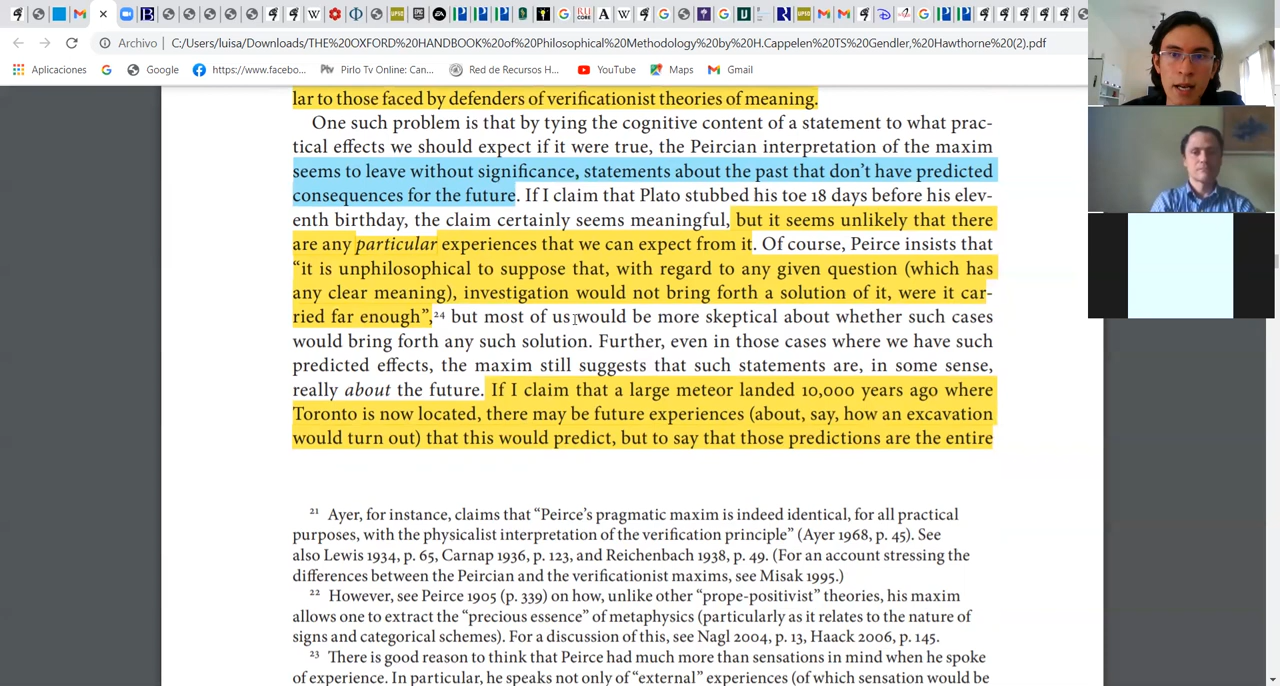 Archivo | C:/Users/luisa/Downloads/THE%20OXFORD%20HANDBOOK%20of%20Philosophical%20Methodology%20by%20H.Cappelen%20TS%20Gendler,%20Hawthorne%20(2).pdf
Aplicaciones Google https://www.facebo... Pirlo Tv Online: Can... Red de Recursos H... YouTube Maps Gmail
lar to those faced by defenders of verificationist theories of meaning.
One such problem is that by tying the cognitive content of a statement to what prac-
tical effects we should expect if it were true, the Peircian interpretation of the maxim
seems to leave without significance, statements about the past that don't have predicted
consequences for the future. If I claim that Plato stubbed his toe 18 days before his elev-
enth birthday, the claim certainly seems meaningful, but it seems unlikely that there
are any particular experiences that we can expect from it. Of course, Peirce insists that
“it is unphilosophical to suppose that, with regard to any given question (which has
any clear meaning), investigation would not bring forth a solution of it, were it car-
ried far enough”,²⁴ but most of us would be more skeptical about whether such cases
would bring forth any such solution. Further, even in those cases where we have such
predicted effects, the maxim still suggests that such statements are, in some sense,
really about the future. If I claim that a large meteor landed 10,000 years ago where
Toronto is now located, there may be future experiences (about, say, how an excavation
would turn out) that this would predict, but to say that those predictions are the entire
²¹ Ayer, for instance, claims that “Peirce's pragmatic maxim is indeed identical, for all practical
purposes, with the physicalist interpretation of the verification principle” (Ayer 1968, p. 45). See
also Lewis 1934, p. 65, Carnap 1936, p. 123, and Reichenbach 1938, p. 49. (For an account stressing the
differences between the Peircian and the verificationist maxims, see Misak 1995.)
²² However, see Peirce 1905 (p. 339) on how, unlike other “prope-positivist” theories, his maxim
allows one to extract the “precious essence” of metaphysics (particularly as it relates to the nature of
signs and categorical schemes). For a discussion of this, see Nagl 2004, p. 13, Haack 2006, p. 145.
²³ There is good reason to think that Peirce had much more than sensations in mind when he spoke
of experience. In particular, he speaks not only of “external” experiences (of which sensation would be